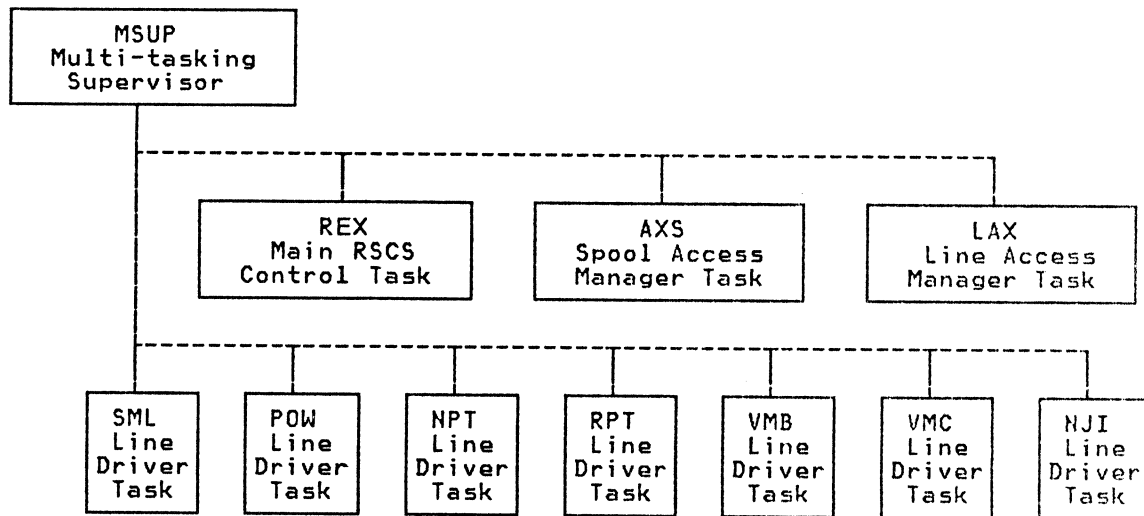 MSUP
Multi-tasking
Supervisor
REX
Main RSCS
Control Task
AXS
Spool Access
Manager Task
LAX
Line Access
Manager Task
SML
Line
Driver
Task
POW
Line
Driver
Task
NPT
Line
Driver
Task
RPT
Line
Driver
Task
VMB
Line
Driver
Task
VMC
Line
Driver
Task
NJI
Line
Driver
Task